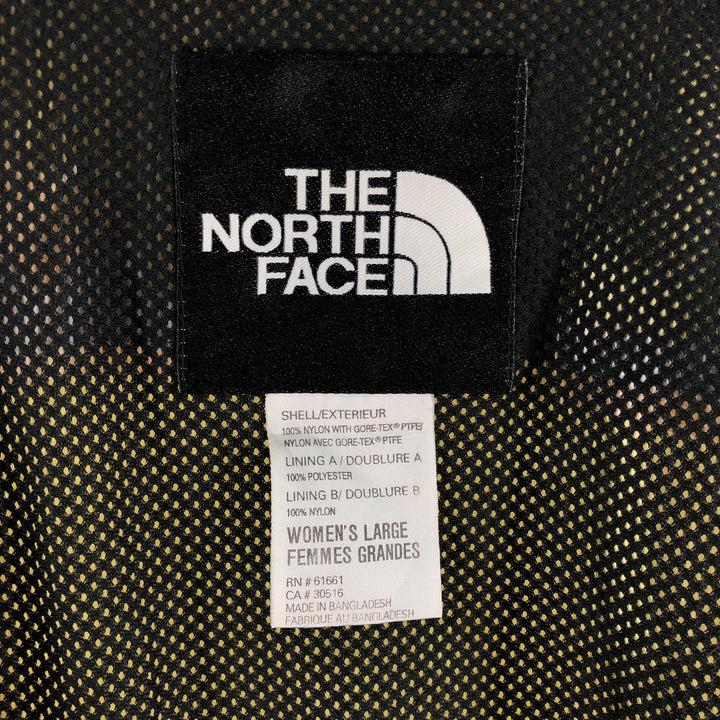 THE
NORTH
FACE
SHELL/EXTERIEUR
100% NYLON WITH GORE-TEX® PTFE/
NYLON AVEC GORE-TEX® PTFE
LINING A / DOUBLURE A
100% POLYESTER
LINING B/ DOUBLURE B
100% NYLON
WOMEN'S LARGE
FEMMES GRANDES
RN # 61661
CA # 30516
MADE IN BANGLADESH
FABRIQUE AU BANGLADESH